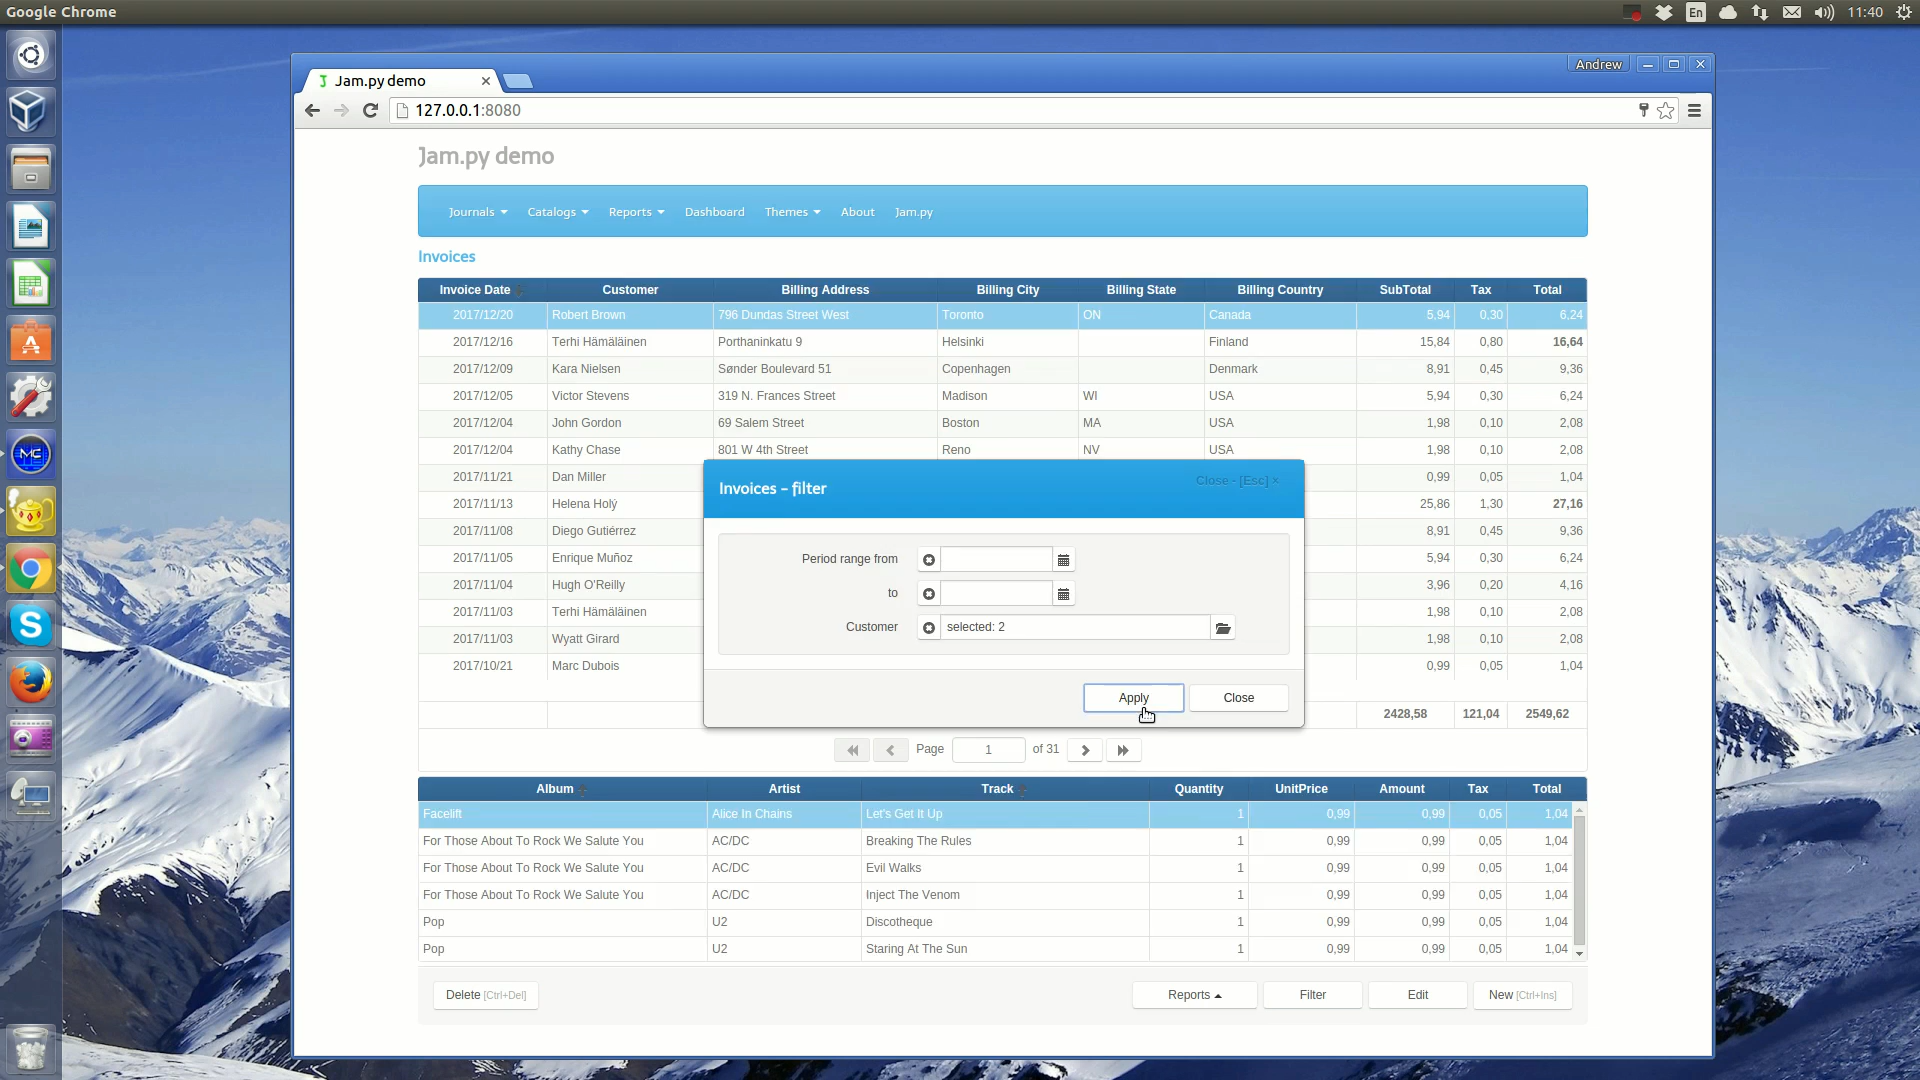 Google Chrome
En
11:40
Andrew
Jam.py demo
127.0.0.1:8080
Jam.py demo
Journals Catalogs Reports Dashboard Themes About Jam.py
Invoices
Invoice Date Customer Billing Address Billing City Billing State Billing Country SubTotal Tax Total
2017/12/20 Robert Brown 796 Dundas Street West Toronto ON Canada 5,94 0,30 6,24
2017/12/16 Terhi Hämäläinen Porthaninkatu 9 Helsinki Finland 15,84 0,80 16,64
2017/12/09 Kara Nielsen Sønder Boulevard 51 Copenhagen Denmark 8,91 0,45 9,36
2017/12/05 Victor Stevens 319 N. Frances Street Madison WI USA 5,94 0,30 6,24
2017/12/04 John Gordon 69 Salem Street Boston MA USA 1,98 0,10 2,08
2017/12/04 Kathy Chase 801 W 4th Street Reno NV USA 1,98 0,10 2,08
2017/11/21 Dan Miller 0,99 0,05 1,04
2017/11/13 Helena Holý 25,86 1,30 27,16
2017/11/08 Diego Gutiérrez 8,91 0,45 9,36
2017/11/05 Enrique Muñoz 5,94 0,30 6,24
2017/11/04 Hugh O'Reilly 3,96 0,20 4,16
2017/11/03 Terhi Hämäläinen 1,98 0,10 2,08
2017/11/03 Wyatt Girard 1,98 0,10 2,08
2017/10/21 Marc Dubois 0,99 0,05 1,04
2428,58 121,04 2549,62
Invoices - filter
Close - [Esc] ×
Period range from
to
Customer selected: 2
Apply Close
Page 1 of 31
Album Artist Track Quantity UnitPrice Amount Tax Total
Facelift Alice In Chains Let's Get It Up 1 0,99 0,99 0,05 1,04
For Those About To Rock We Salute You AC/DC Breaking The Rules 1 0,99 0,99 0,05 1,04
For Those About To Rock We Salute You AC/DC Evil Walks 1 0,99 0,99 0,05 1,04
For Those About To Rock We Salute You AC/DC Inject The Venom 1 0,99 0,99 0,05 1,04
Pop U2 Discotheque 1 0,99 0,99 0,05 1,04
Pop U2 Staring At The Sun 1 0,99 0,99 0,05 1,04
Delete [Ctrl+Del] Reports Filter Edit New [Ctrl+Ins]